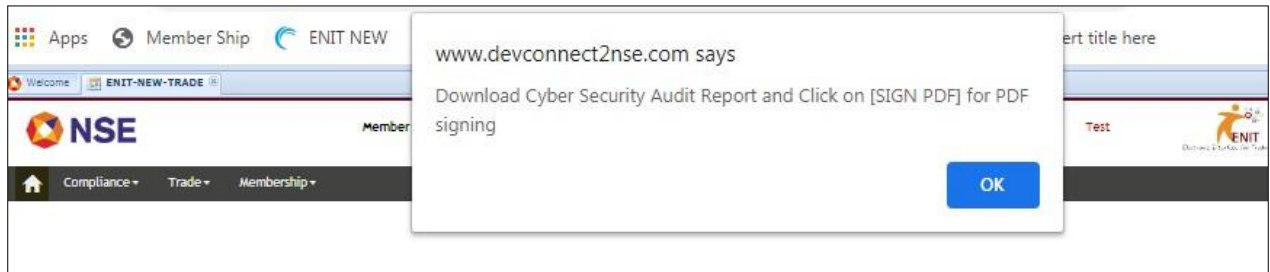 Apps Member Ship ENIT NEW ert title here
Welcome ENIT-NEW-TRADE
www.devconnect2nse.com says
Download Cyber Security Audit Report and Click on [SIGN PDF] for PDF
signing
OK
NSE Member Test ENIT
Compliance Trade Membership